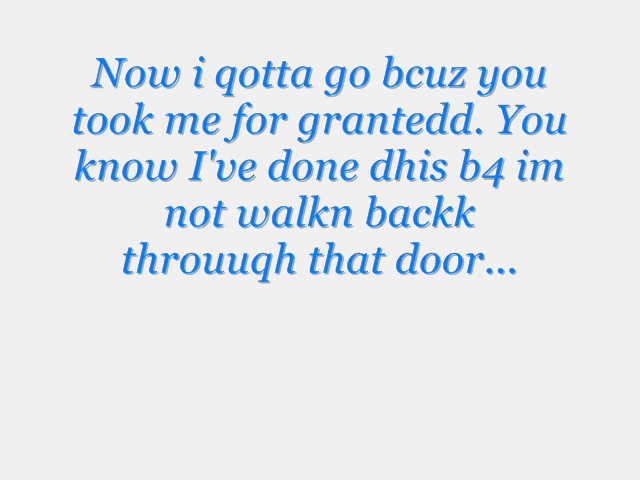 Now i qotta go bcuz you
took me for grantedd. You
know I've done dhis b4 im
not walkn backk
throuuqh that door...